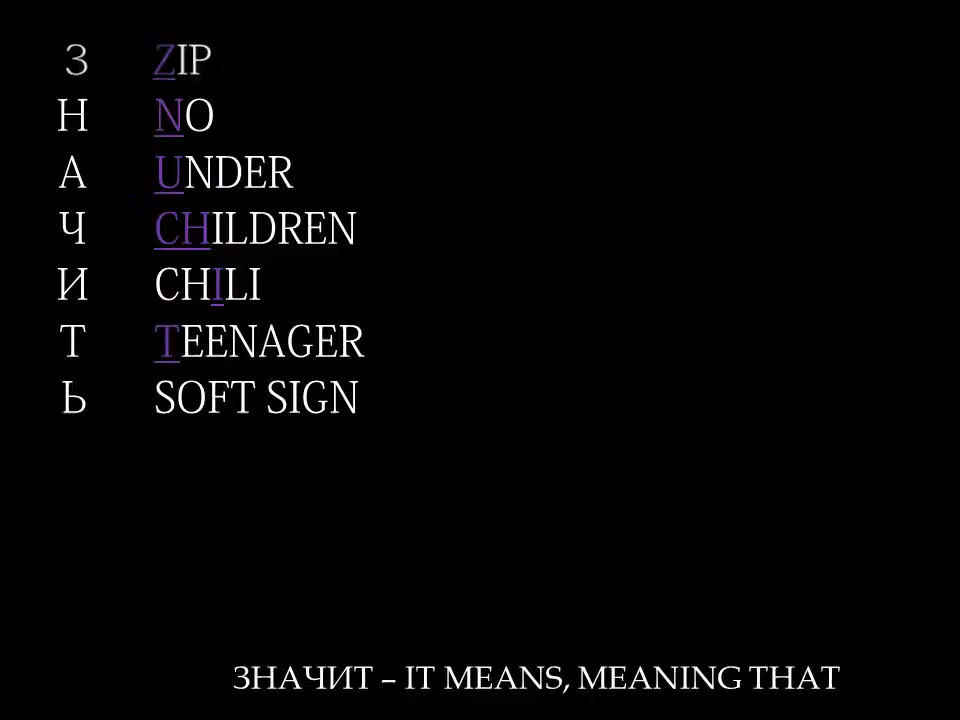 З ZIP
Н NO
А UNDER
Ч CHILDREN
И CHILI
Т TEENAGER
Ь SOFT SIGN
ЗНАЧИТ – IT MEANS, MEANING THAT